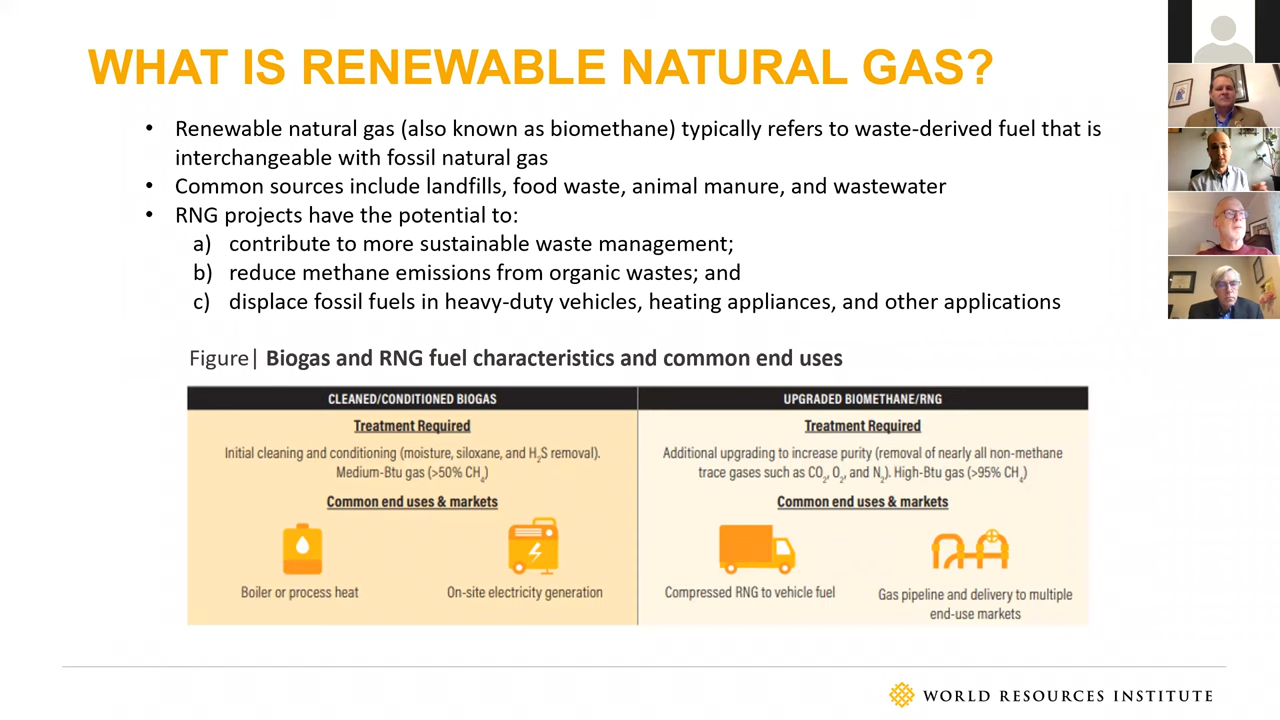 WHAT IS RENEWABLE NATURAL GAS?
• Renewable natural gas (also known as biomethane) typically refers to waste-derived fuel that is
interchangeable with fossil natural gas
• Common sources include landfills, food waste, animal manure, and wastewater
• RNG projects have the potential to:
a) contribute to more sustainable waste management;
b) reduce methane emissions from organic wastes; and
c) displace fossil fuels in heavy-duty vehicles, heating appliances, and other applications
Figure| Biogas and RNG fuel characteristics and common end uses
CLEANED/CONDITIONED BIOGAS
Treatment Required
Initial cleaning and conditioning (moisture, siloxane, and H₂S removal).
Medium-Btu gas (>50% CH₄)
Common end uses & markets
Boiler or process heat
On-site electricity generation
UPGRADED BIOMETHANE/RNG
Treatment Required
Additional upgrading to increase purity (removal of nearly all non-methane
trace gases such as CO₂, O₂, and N₂). High-Btu gas (>95% CH₄)
Common end uses & markets
Compressed RNG to vehicle fuel
Gas pipeline and delivery to multiple
end-use markets
WORLD RESOURCES INSTITUTE